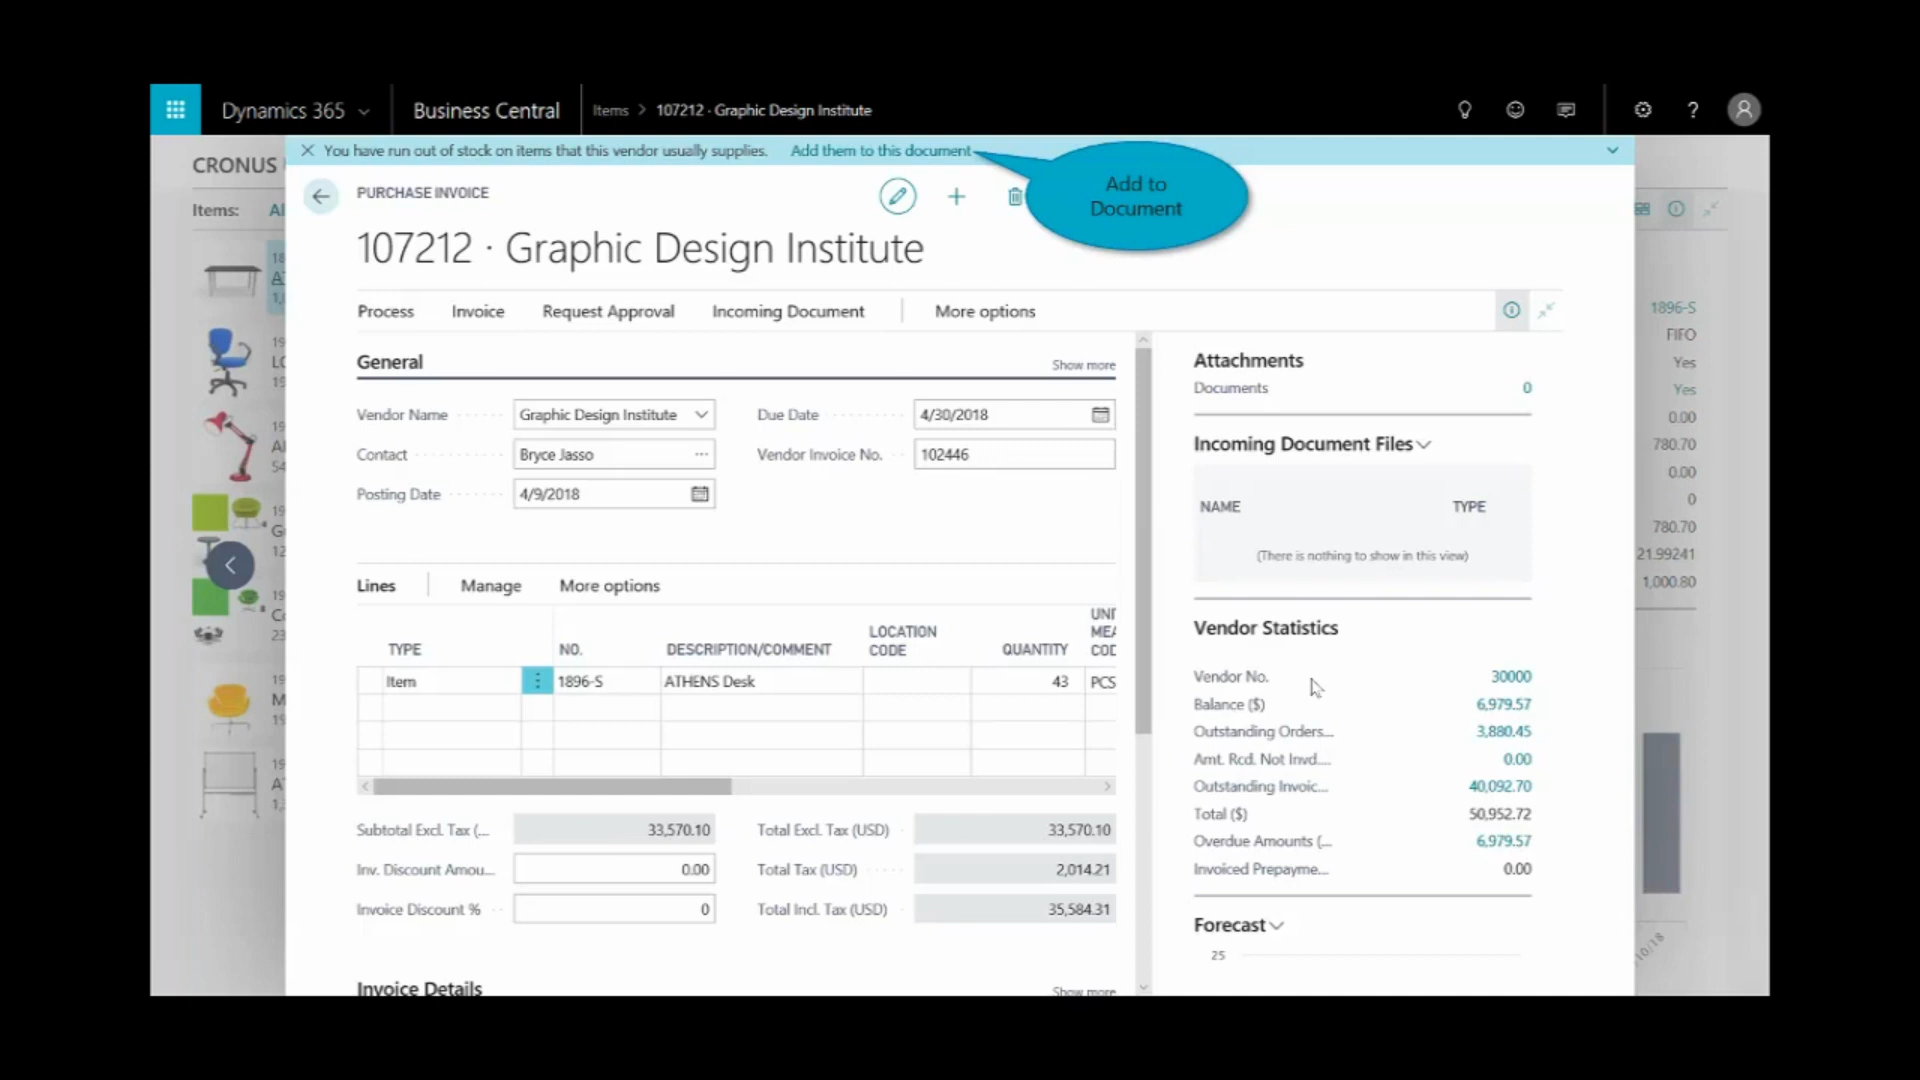 Dynamics 365
Business Central
Items > 107212 · Graphic Design Institute
?
CRONUS
You have run out of stock on items that this vendor usually supplies. Add them to this document
Add to
Document
Items:
PURCHASE INVOICE
107212 · Graphic Design Institute
Process Invoice Request Approval Incoming Document More options
General
Show more
Vendor Name Graphic Design Institute
Due Date 4/30/2018
Contact Bryce Jasso
Vendor Invoice No. 102446
Posting Date 4/9/2018
Lines Manage More options
TYPE NO. DESCRIPTION/COMMENT LOCATION CODE QUANTITY
Item 1896-S ATHENS Desk 43 PCS
Subtotal Excl. Tax (... 33,570.10
Total Excl. Tax (USD) 33,570.10
Inv. Discount Amou... 0.00
Total Tax (USD) 2,014.21
Invoice Discount % 0
Total Incl. Tax (USD) 35,584.31
Invoice Details
Show more
Attachments
Documents 0
Incoming Document Files
NAME TYPE
(There is nothing to show in this view)
Vendor Statistics
Vendor No. 30000
Balance ($) 6,979.57
Outstanding Orders... 3,880.45
Amt. Rcd. Not Invd.... 0.00
Outstanding Invoic... 40,092.70
Total ($) 50,952.72
Overdue Amounts (... 6,979.57
Invoiced Prepayme... 0.00
Forecast
25
1896-S
FIFO
Yes
Yes
0.00
780.70
0.00
0
780.70
21.99241
1,000.80